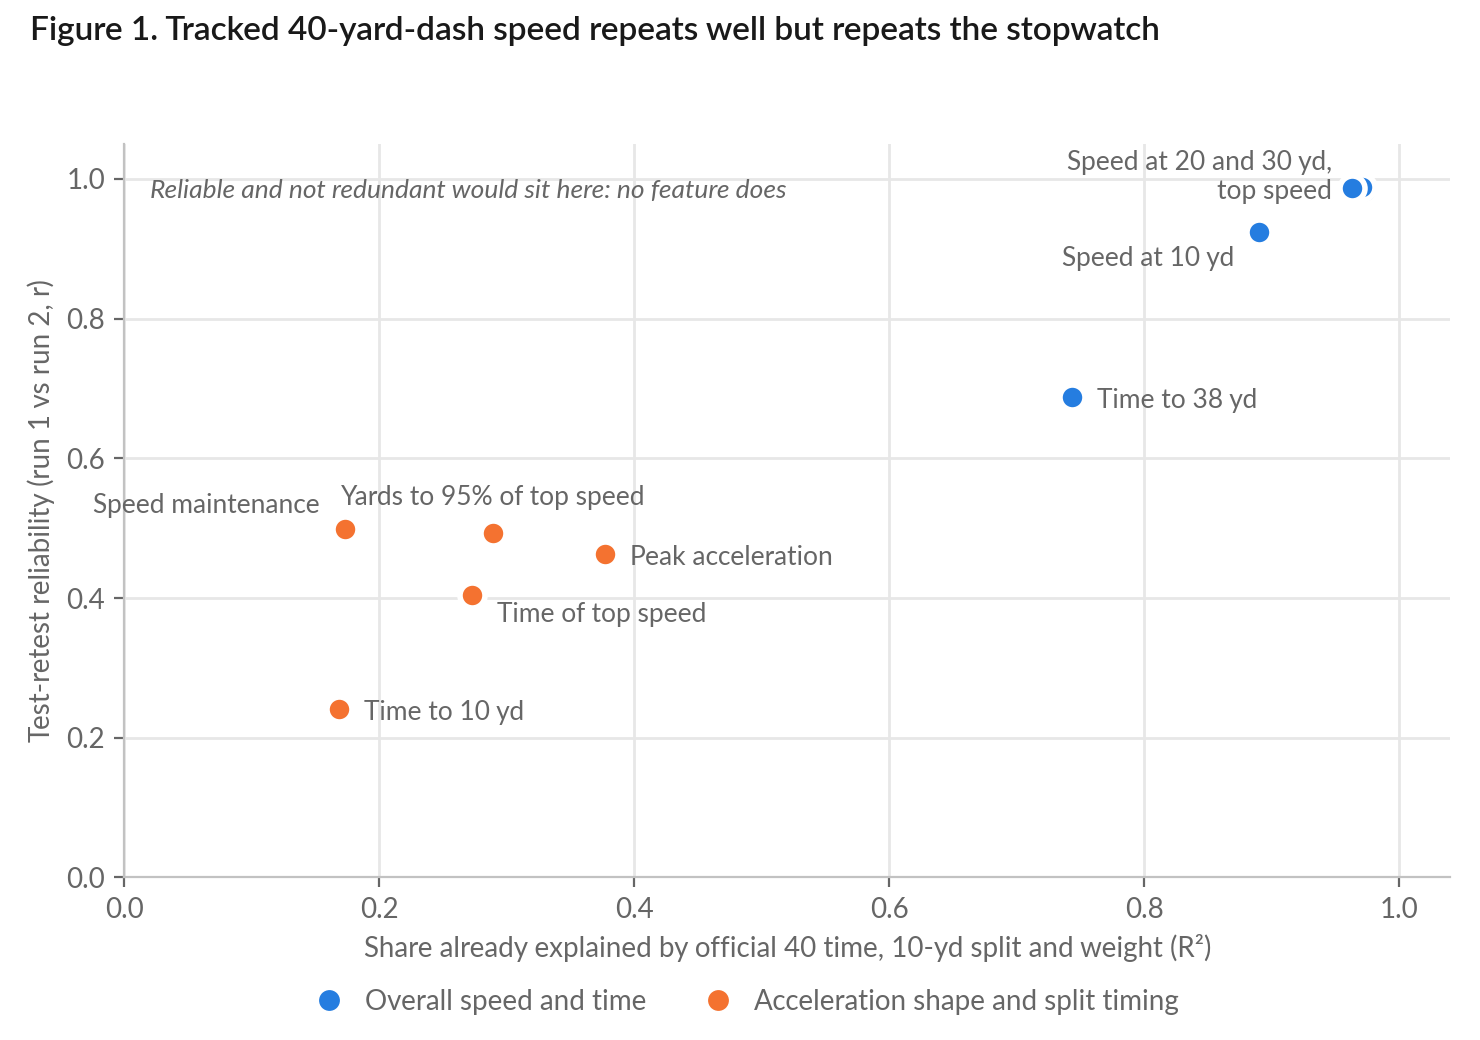 Figure 1. Tracked 40-yard-dash speed repeats well but repeats the stopwatch
Speed at 20 and 30 yd,
top speed
Reliable and not redundant would sit here: no feature does
Speed at 10 yd
Time to 38 yd
Yards to 95% of top speed
Speed maintenance
Peak acceleration
Time of top speed
Time to 10 yd
Test-retest reliability (run 1 vs run 2, r)
1.0
0.8
0.6
0.4
0.2
0.0
0.0 0.2 0.4 0.6 0.8 1.0
Share already explained by official 40 time, 10-yd split and weight (R²)
Overall speed and time Acceleration shape and split timing